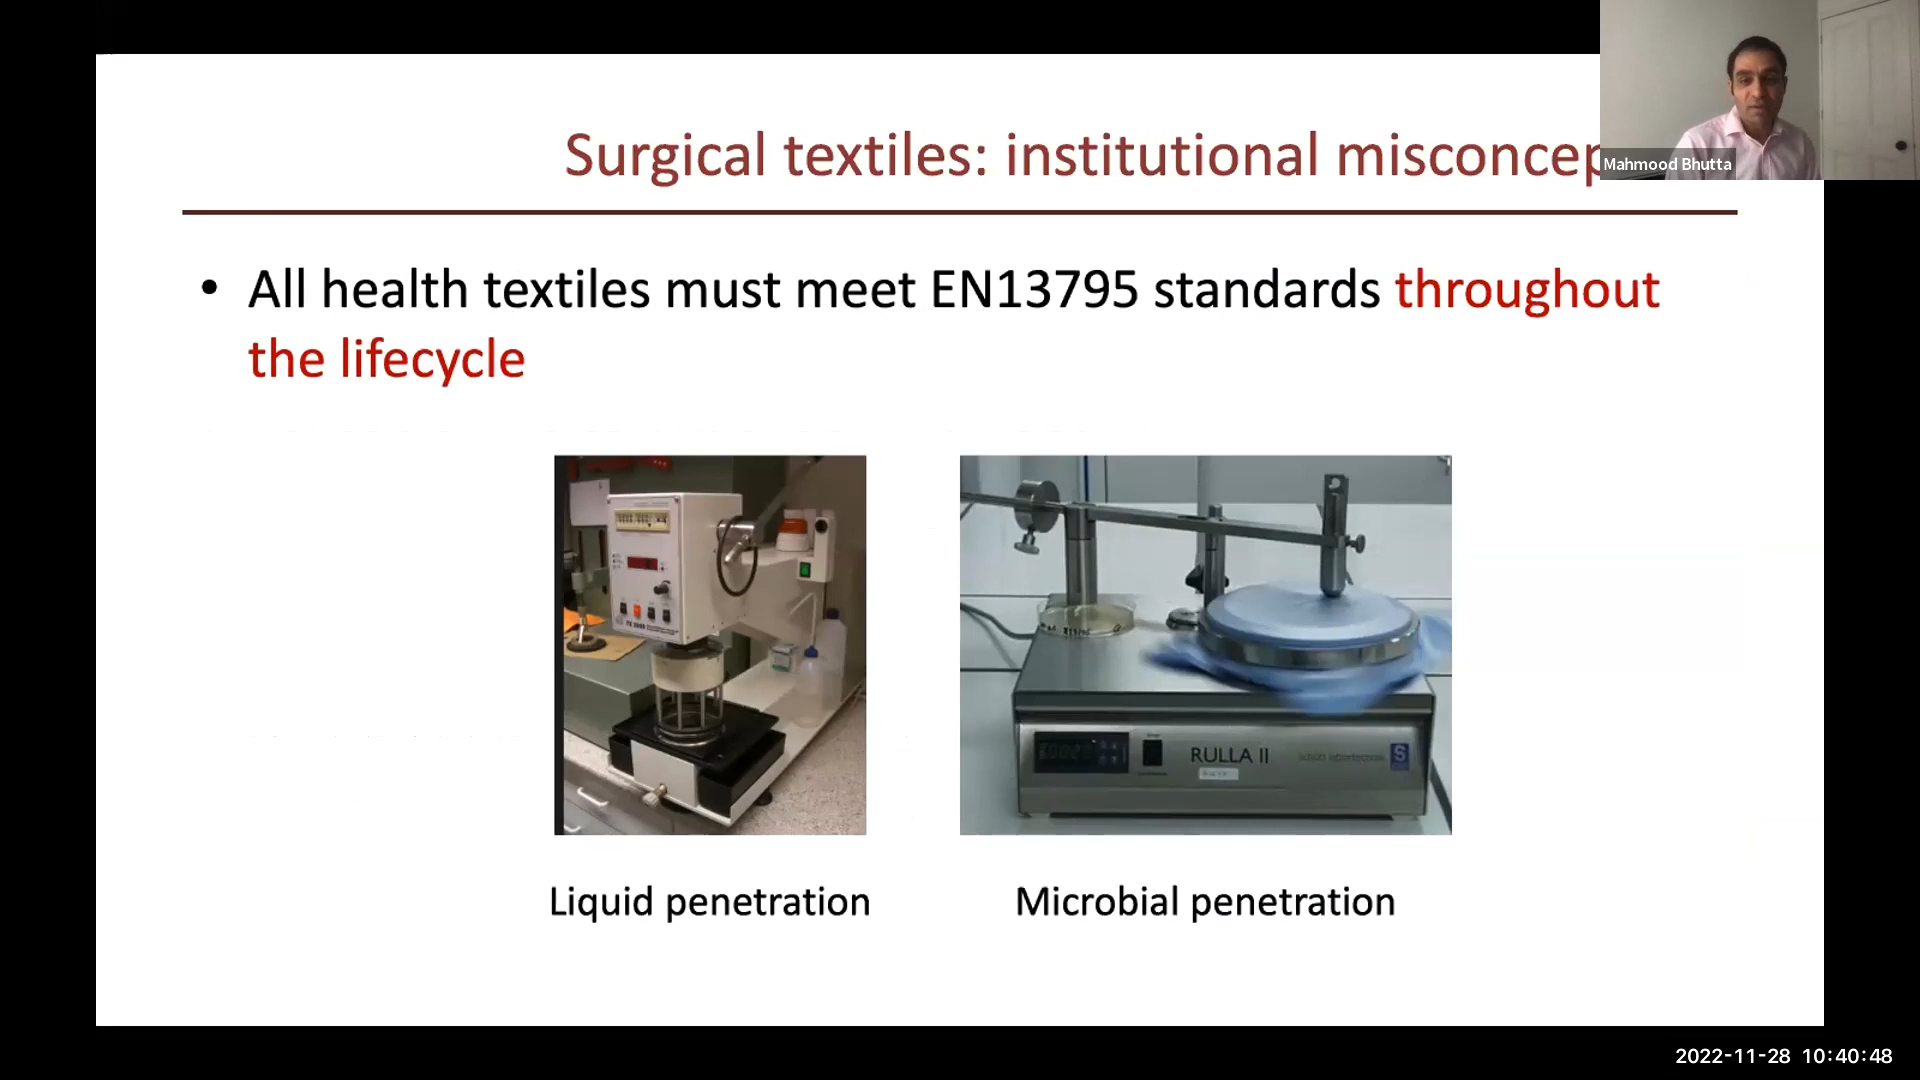 Surgical textiles: institutional misconcep
Mahmood Bhutta
• All health textiles must meet EN13795 standards throughout
the lifecycle
RULLA II
S
Liquid penetration
Microbial penetration
2022-11-28 10:40:48